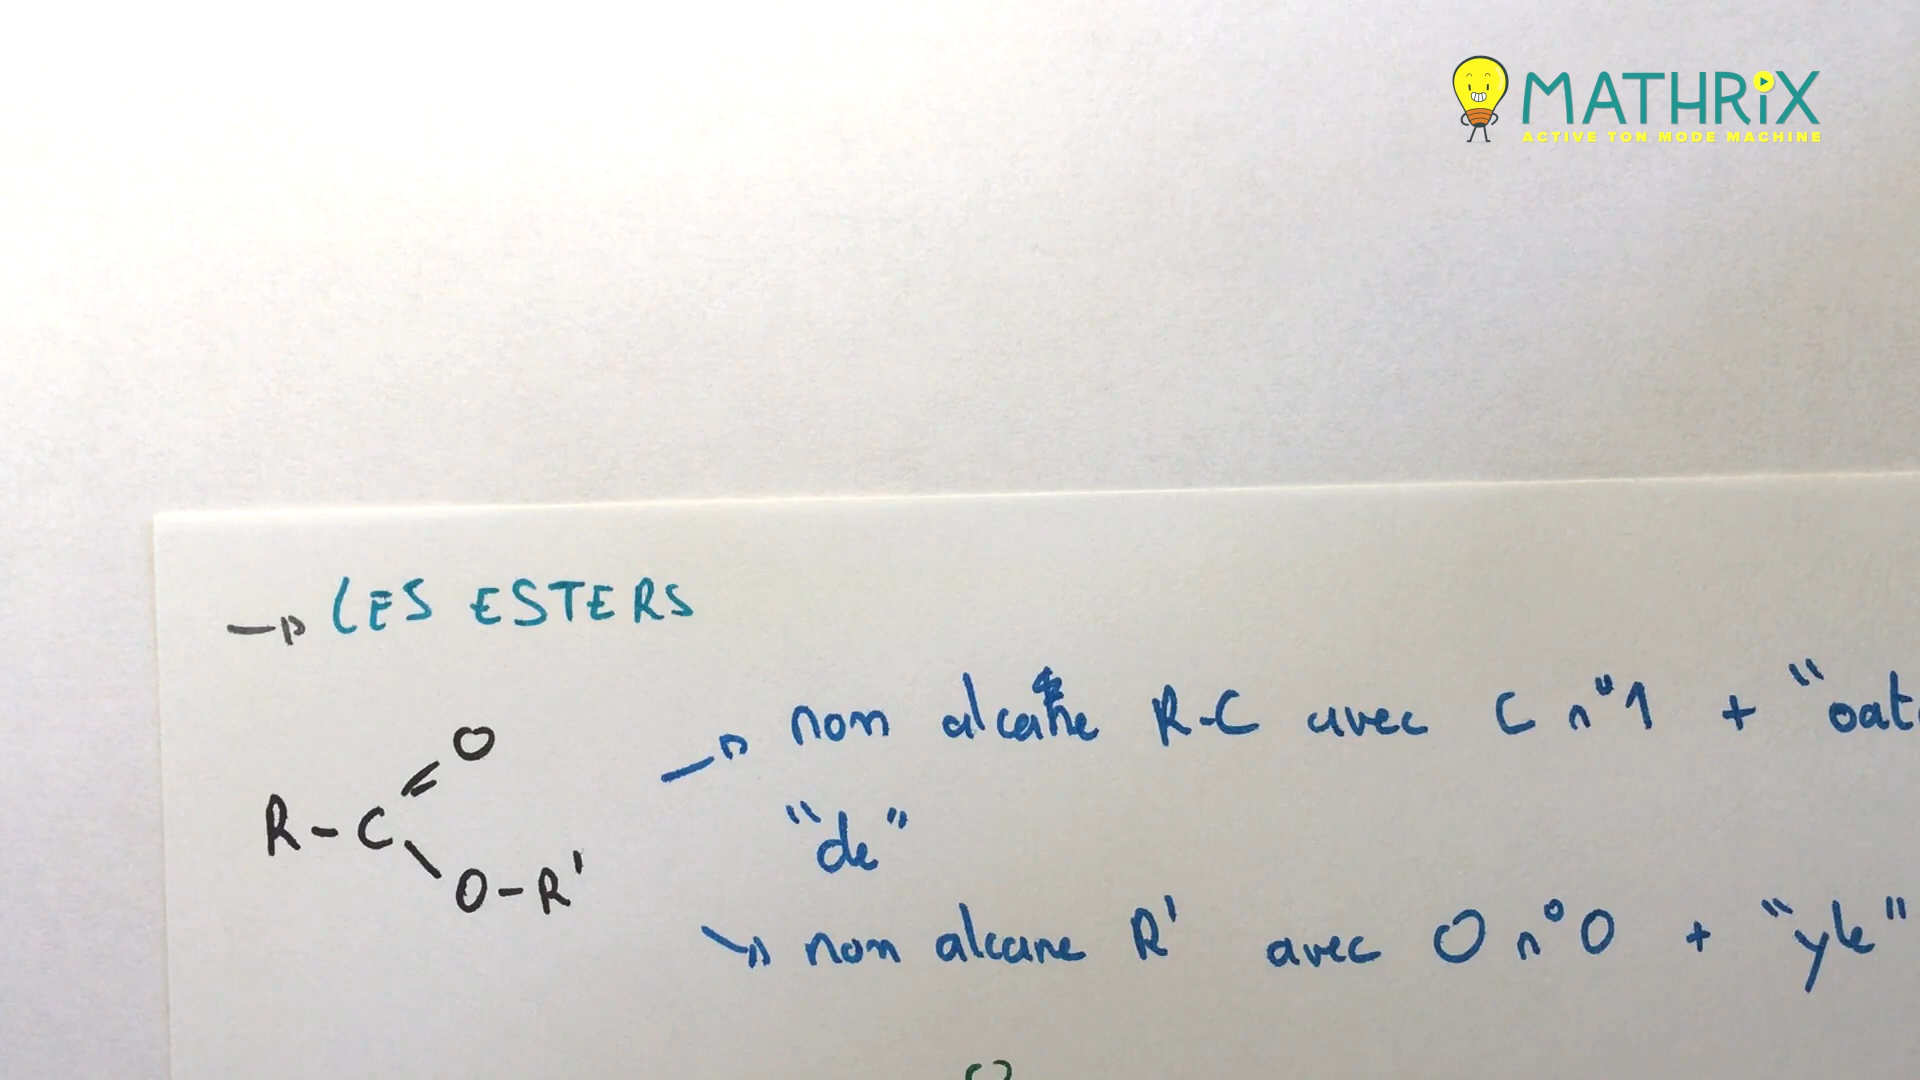 MATHRiX
ACTIVE TON MODE MACHINE
→ LES ESTERS
→ non alcane R-C avec C n°1 + "oat
O
"de"
R-C
O-R'
→ non alcane R' avec O n°0 + "yle"